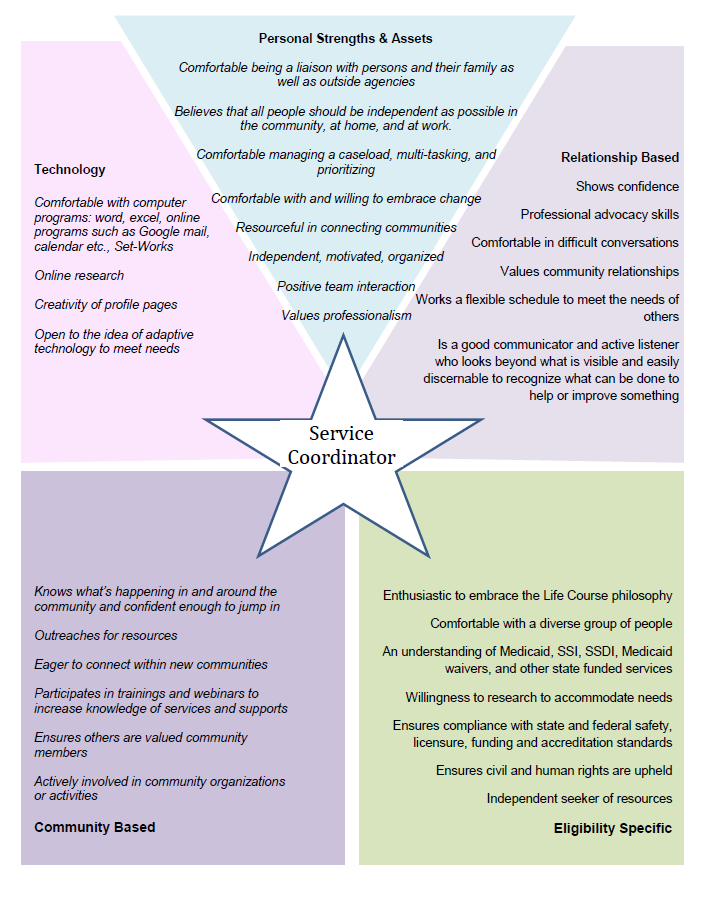 Personal Strengths & Assets
Comfortable being a liaison with persons and their family as
well as outside agencies
Believes that all people should be independent as possible in
the community, at home, and at work.
Comfortable managing a caseload, multi-tasking, and
prioritizing
Comfortable with and willing to embrace change
Resourceful in connecting communities
Independent, motivated, organized
Positive team interaction
Values professionalism
Technology
Comfortable with computer
programs: word, excel, online
programs such as Google mail,
calendar etc., Set-Works
Online research
Creativity of profile pages
Open to the idea of adaptive
technology to meet needs
Relationship Based
Shows confidence
Professional advocacy skills
Comfortable in difficult conversations
Values community relationships
Works a flexible schedule to meet the needs of
others
Is a good communicator and active listener
who looks beyond what is visible and easily
discernable to recognize what can be done to
help or improve something
Service
Coordinator
Knows what's happening in and around the
community and confident enough to jump in
Outreaches for resources
Eager to connect within new communities
Participates in trainings and webinars to
increase knowledge of services and supports
Ensures others are valued community
members
Actively involved in community organizations
or activities
Community Based
Enthusiastic to embrace the Life Course philosophy
Comfortable with a diverse group of people
An understanding of Medicaid, SSI, SSDI, Medicaid
waivers, and other state funded services
Willingness to research to accommodate needs
Ensures compliance with state and federal safety,
licensure, funding and accreditation standards
Ensures civil and human rights are upheld
Independent seeker of resources
Eligibility Specific